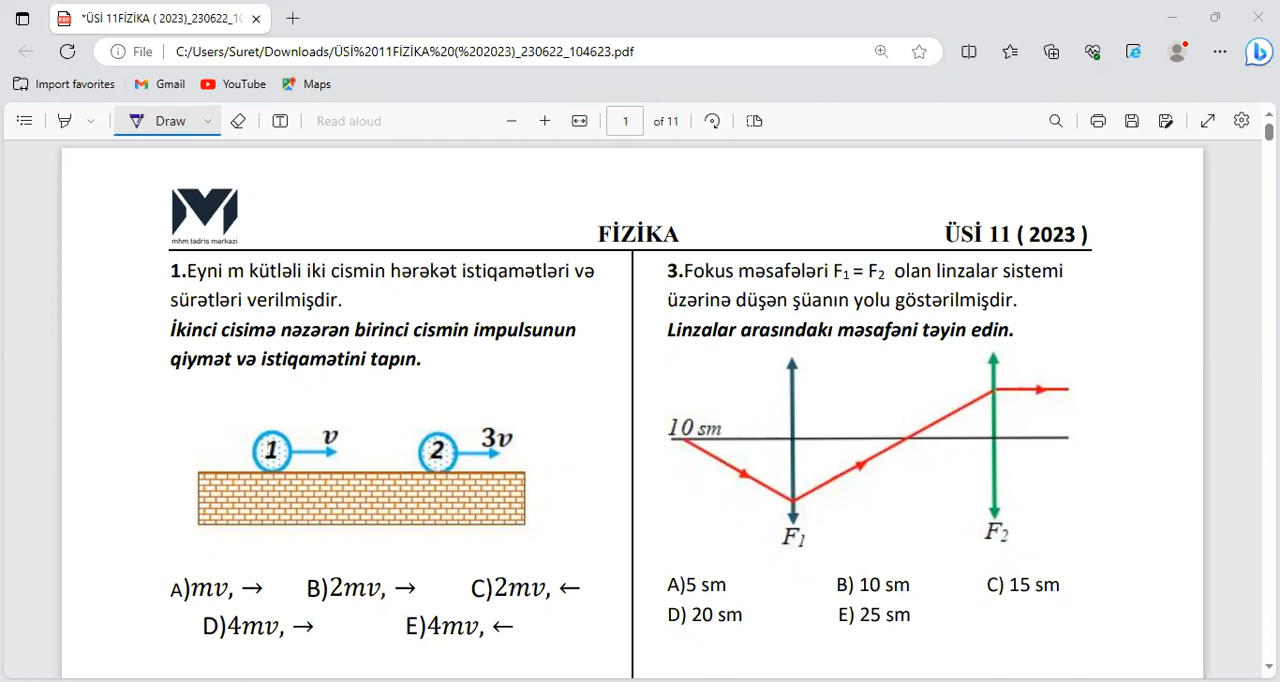 *ÜSİ 11FİZİKA ( 2023)_230622_10
File
C:/Users/Suret/Downloads/ÜSİ%2011FİZİKA%20(%202023)_230622_104623.pdf
Import favorites
Gmail
YouTube
Maps
Draw
Read aloud
1
of 11
mhm tədris mərkəzi
FİZİKA
ÜSİ 11 ( 2023 )
1.Eyni m kütləli iki cismin hərəkət istiqamətləri və
sürətləri verilmişdir.
İkinci cisimə nəzərən birinci cismin impulsunun
qiymət və istiqamətini tapın.
1
v
2
3v
A)mv, → B)2mv, → C)2mv, ←
D)4mv, → E)4mv, ←
3.Fokus məsafələri F₁ = F₂ olan linzalar sistemi
üzərinə düşən şüanın yolu göstərilmişdir.
Linzalar arasındakı məsafəni təyin edin.
10 sm
F₁
F₂
A)5 sm B) 10 sm C) 15 sm
D) 20 sm E) 25 sm